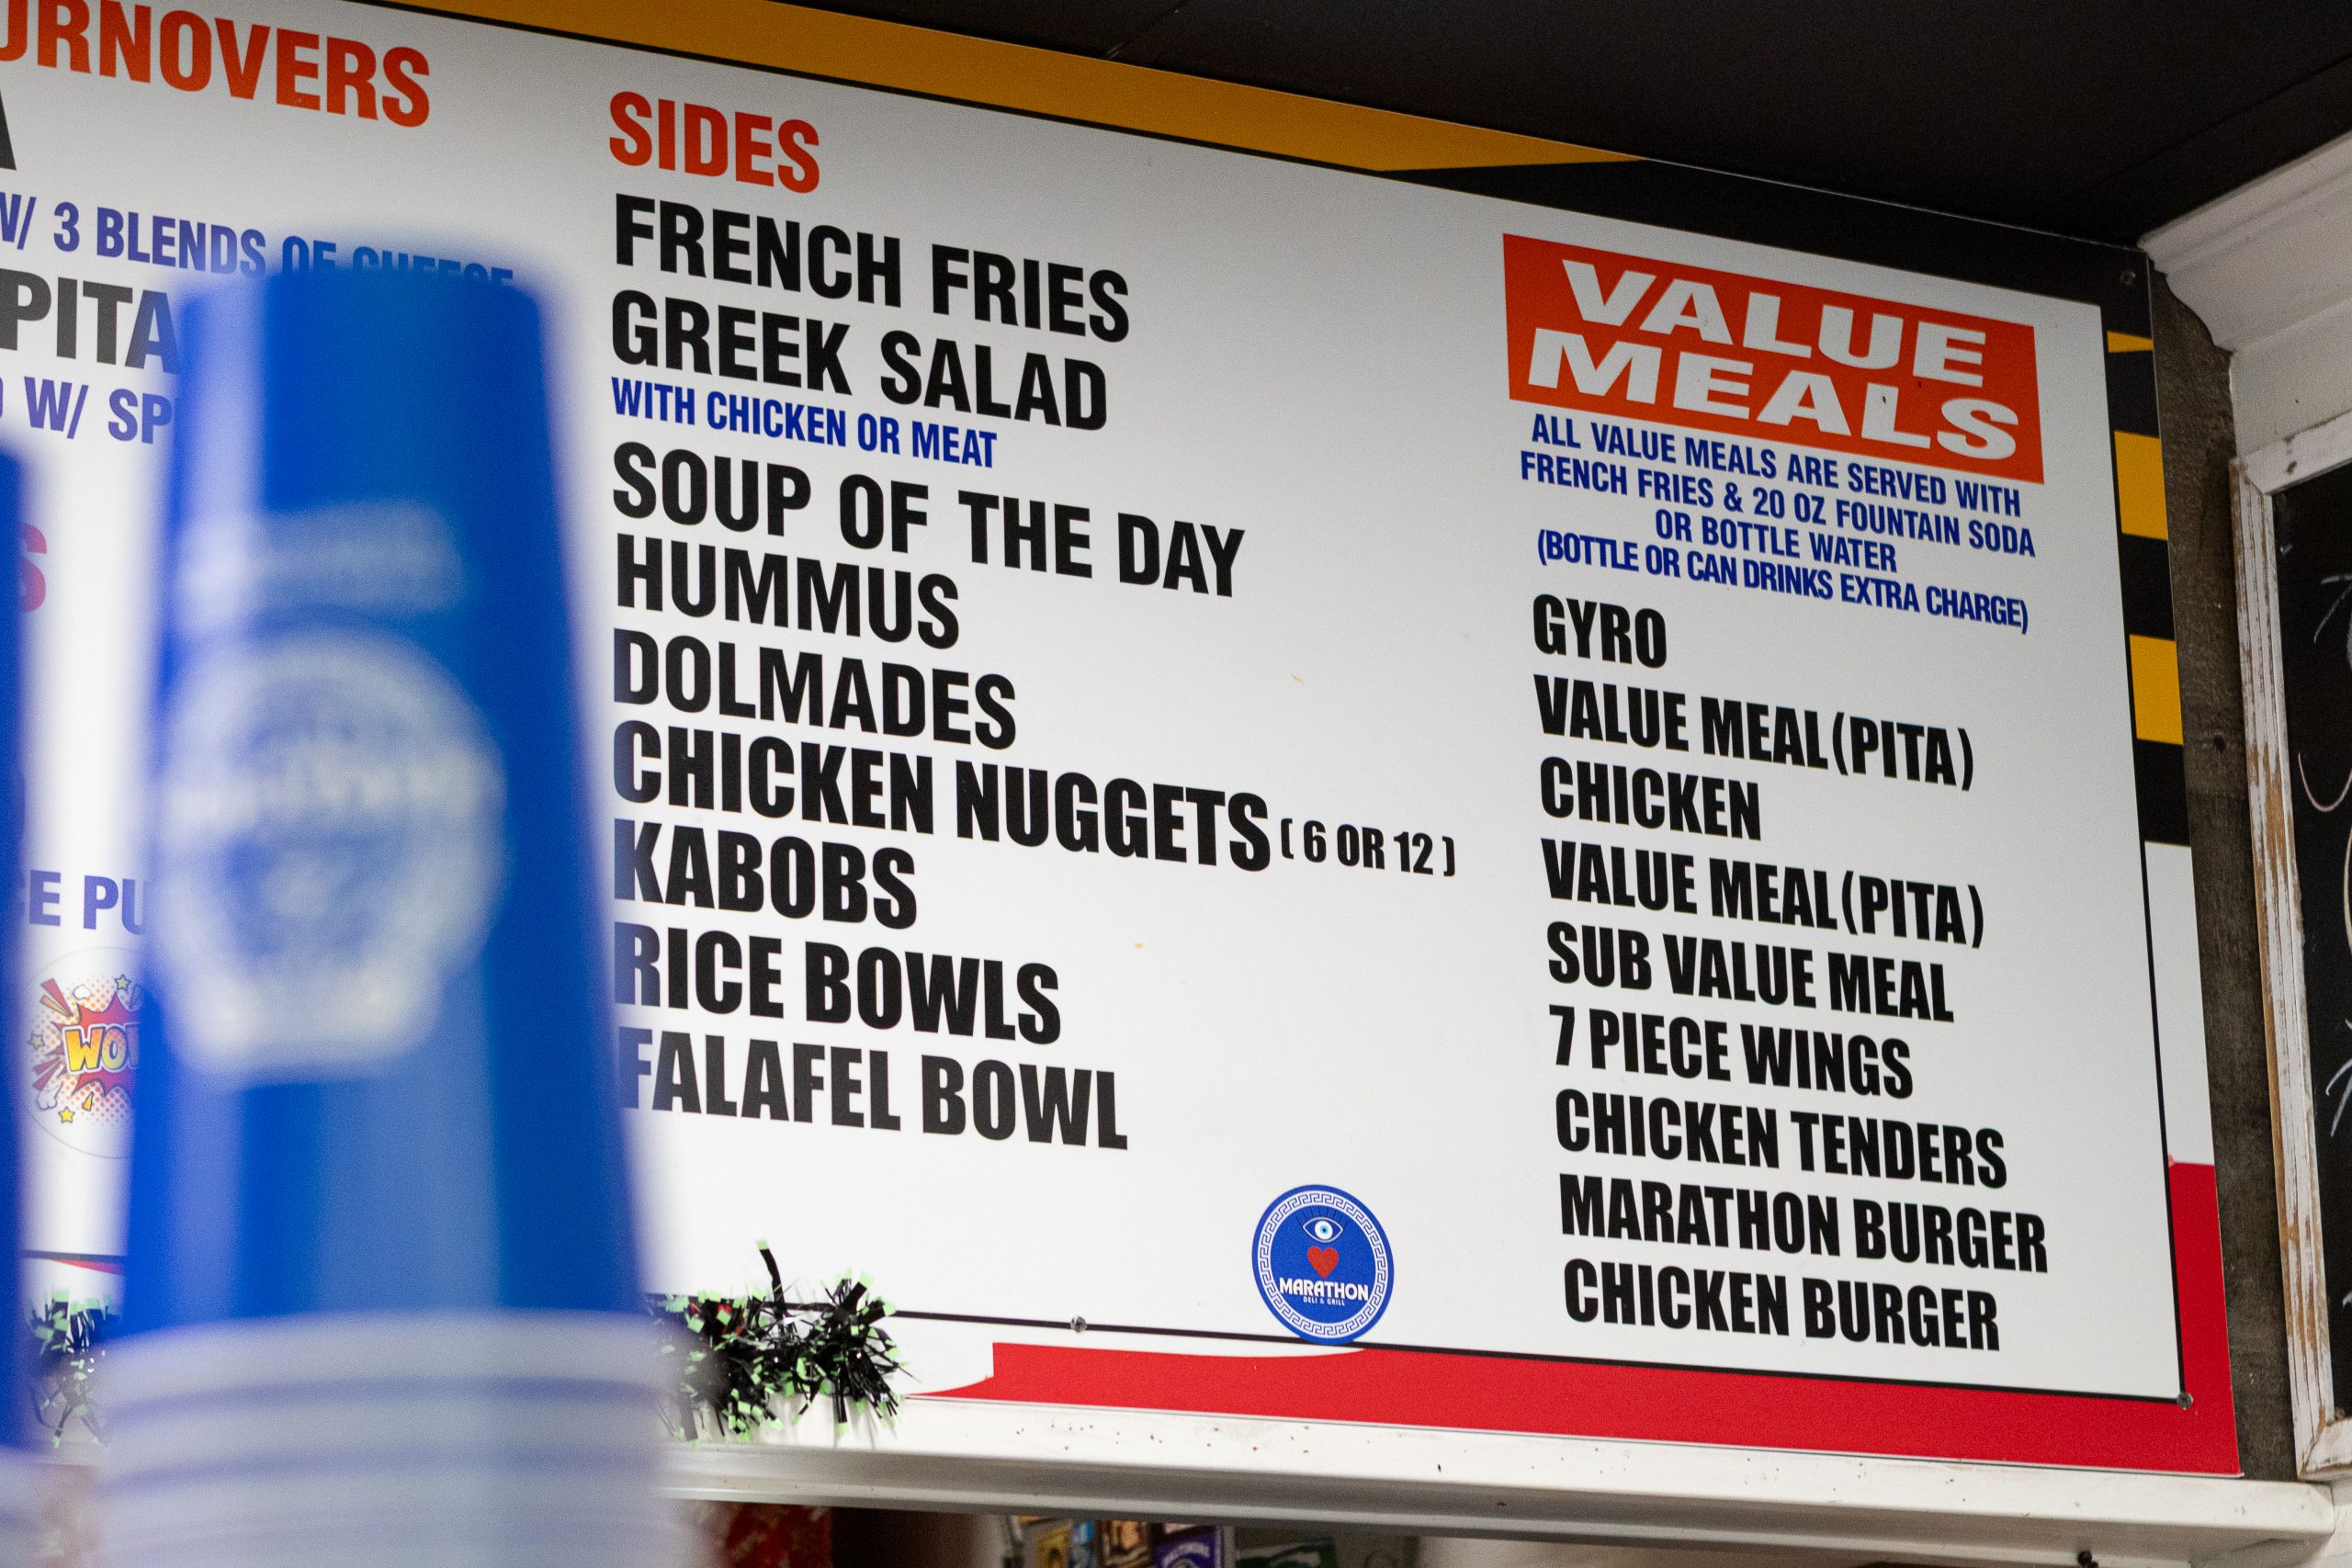 W/ 3 BLENDS OF CHEESE
PITA
W/
SIDES
FRENCH FRIES
GREEK SALAD
WITH CHICKEN OR MEAT
SOUP OF THE DAY
HUMMUS
DOLMADES
CHICKEN NUGGETS ( 6 OR 12 )
KABOBS
RICE BOWLS
FALAFEL BOWL
MARATHON
DELI & GRILL
VALUE
MEALS
ALL VALUE MEALS ARE SERVED WITH
FRENCH FRIES & 20 OZ FOUNTAIN SODA
OR BOTTLE WATER
(BOTTLE OR CAN DRINKS EXTRA CHARGE)
GYRO
VALUE MEAL (PITA)
CHICKEN
VALUE MEAL (PITA)
SUB VALUE MEAL
7 PIECE WINGS
CHICKEN TENDERS
MARATHON BURGER
CHICKEN BURGER